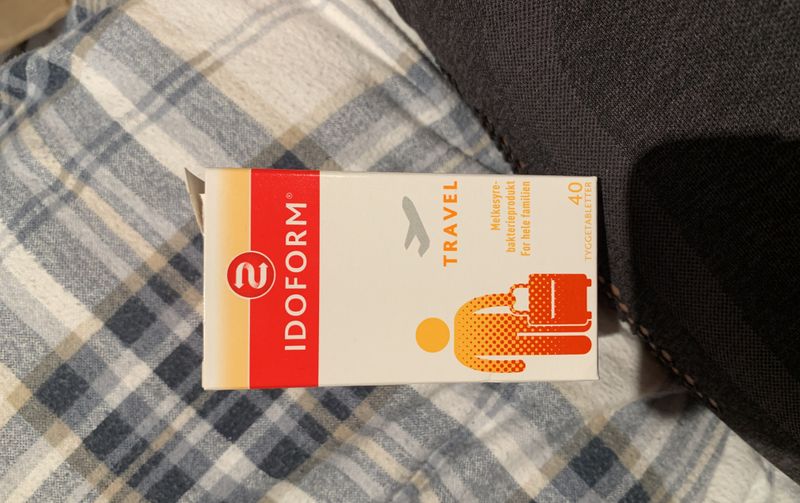 IDOFORM®
TRAVEL
Melkesyre-
bakterieprodukt
For hele familien
40
TYGGETABLETTER